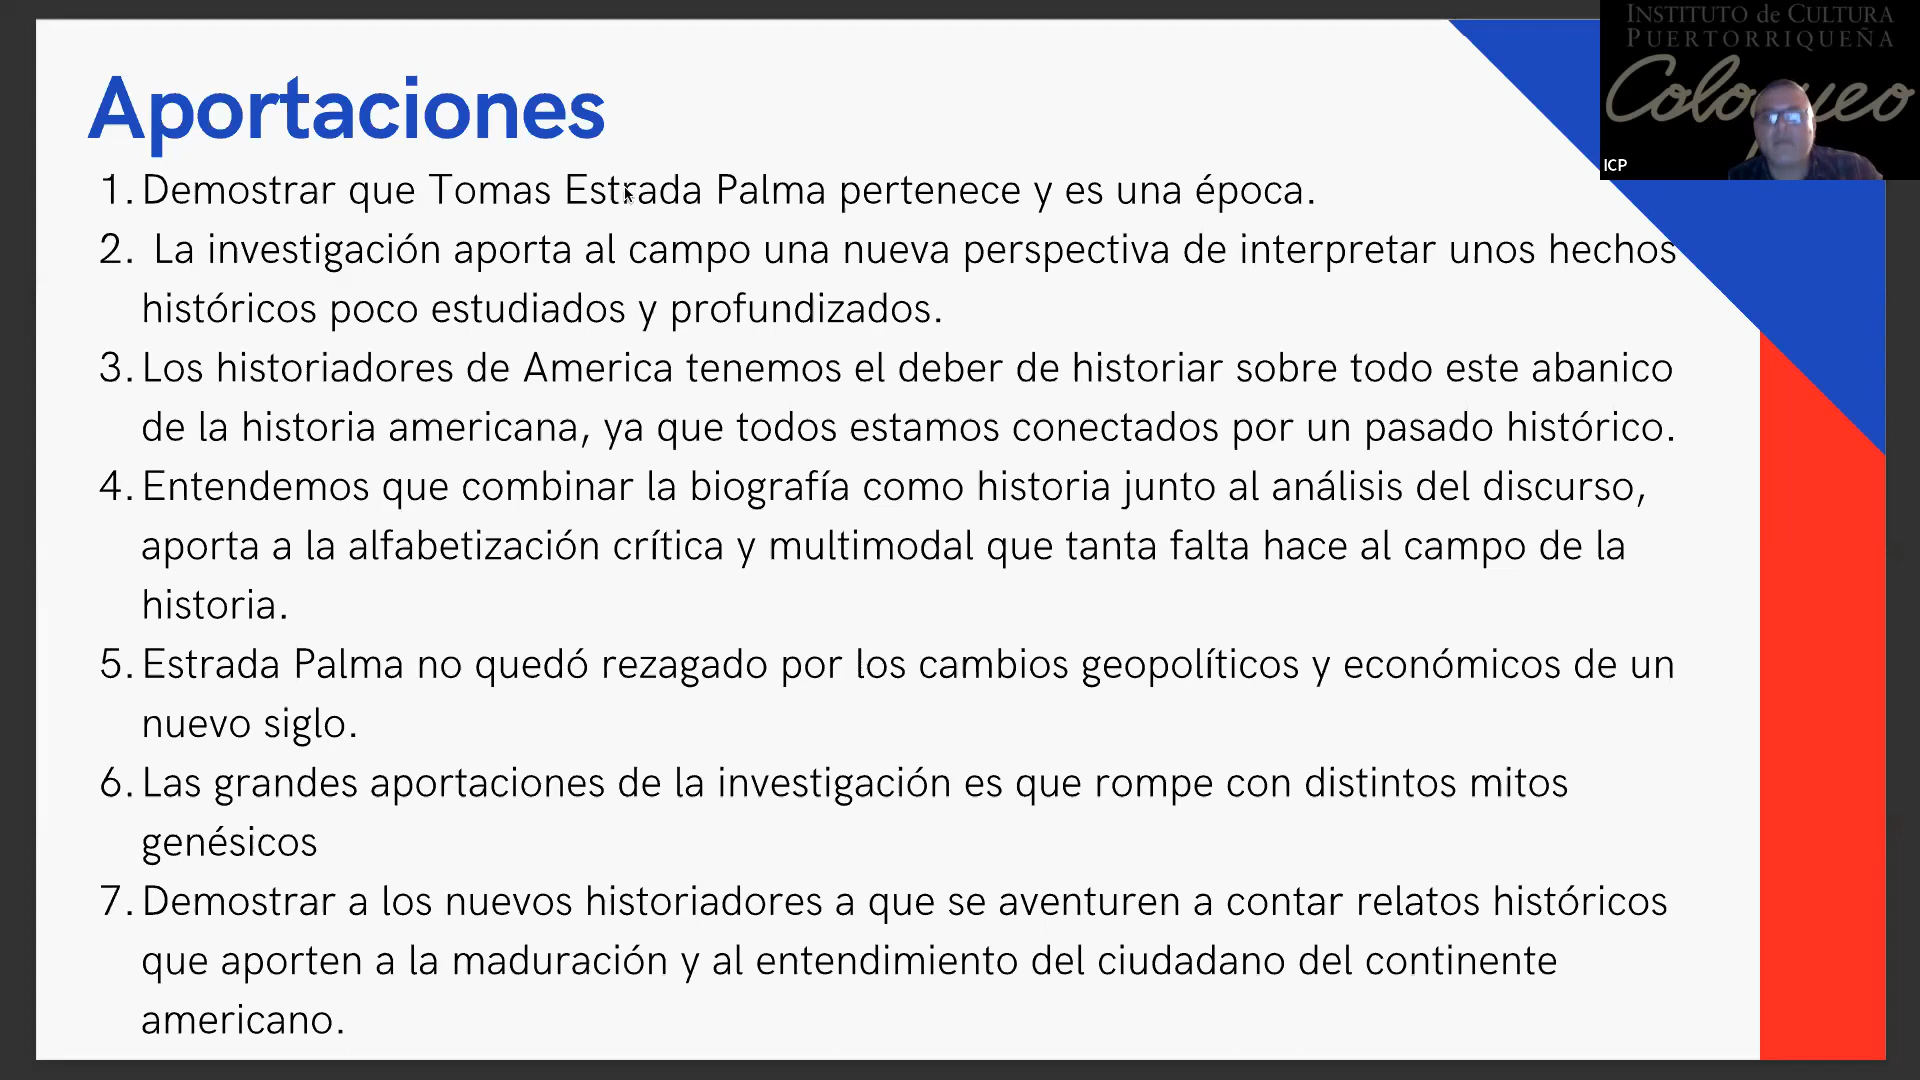 Aportaciones
1. Demostrar que Tomas Estrada Palma pertenece y es una época.
2. La investigación aporta al campo una nueva perspectiva de interpretar unos hechos
históricos poco estudiados y profundizados.
3. Los historiadores de America tenemos el deber de historiar sobre todo este abanico
de la historia americana, ya que todos estamos conectados por un pasado histórico.
4. Entendemos que combinar la biografía como historia junto al análisis del discurso,
aporta a la alfabetización crítica y multimodal que tanta falta hace al campo de la
historia.
5. Estrada Palma no quedó rezagado por los cambios geopolíticos y económicos de un
nuevo siglo.
6. Las grandes aportaciones de la investigación es que rompe con distintos mitos
genésicos
7. Demostrar a los nuevos historiadores a que se aventuren a contar relatos históricos
que aporten a la maduración y al entendimiento del ciudadano del continente
americano.
INSTITUTO de CULTURA
PUERTORRIQUEÑA
ICP